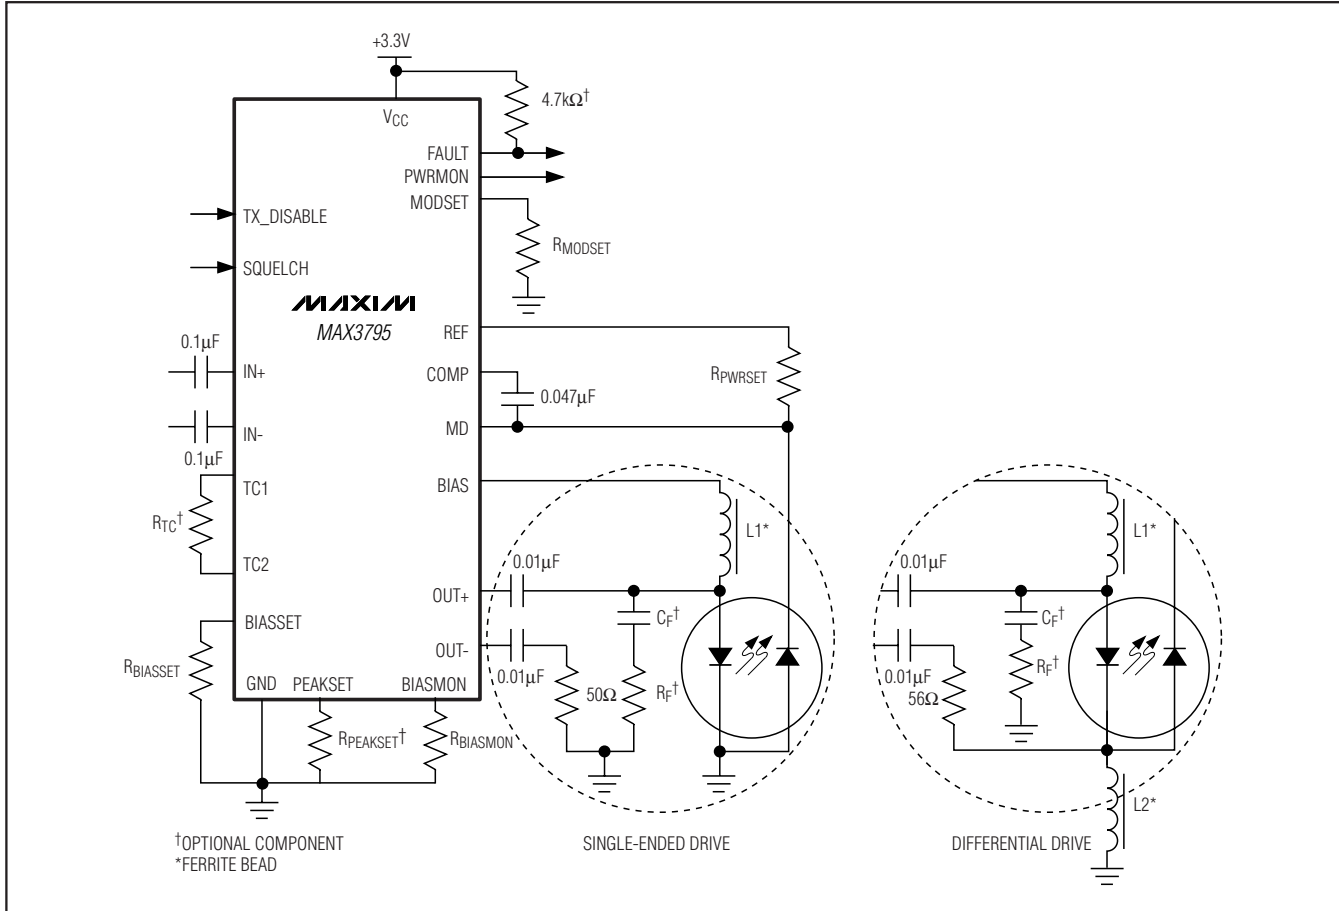 +3.3V
4.7kΩ†
VCC
FAULT
PWRMON
MODSET
TX_DISABLE
RMODSET
SQUELCH
MAXIM
MAX3795
REF
0.1µF
IN+
COMP
RPWRSET
0.047µF
IN-
MD
0.1µF
TC1
BIAS
RTC†
L1*
L1*
TC2
0.01µF
0.01µF
OUT+
CF†
CF†
BIASSET
OUT-
RBIASSET
0.01µF
0.01µF
50Ω
RF†
RF†
56Ω
GND
PEAKSET
BIASMON
RPEAKSET†
RBIASMON
L2*
†OPTIONAL COMPONENT
*FERRITE BEAD
SINGLE-ENDED DRIVE
DIFFERENTIAL DRIVE